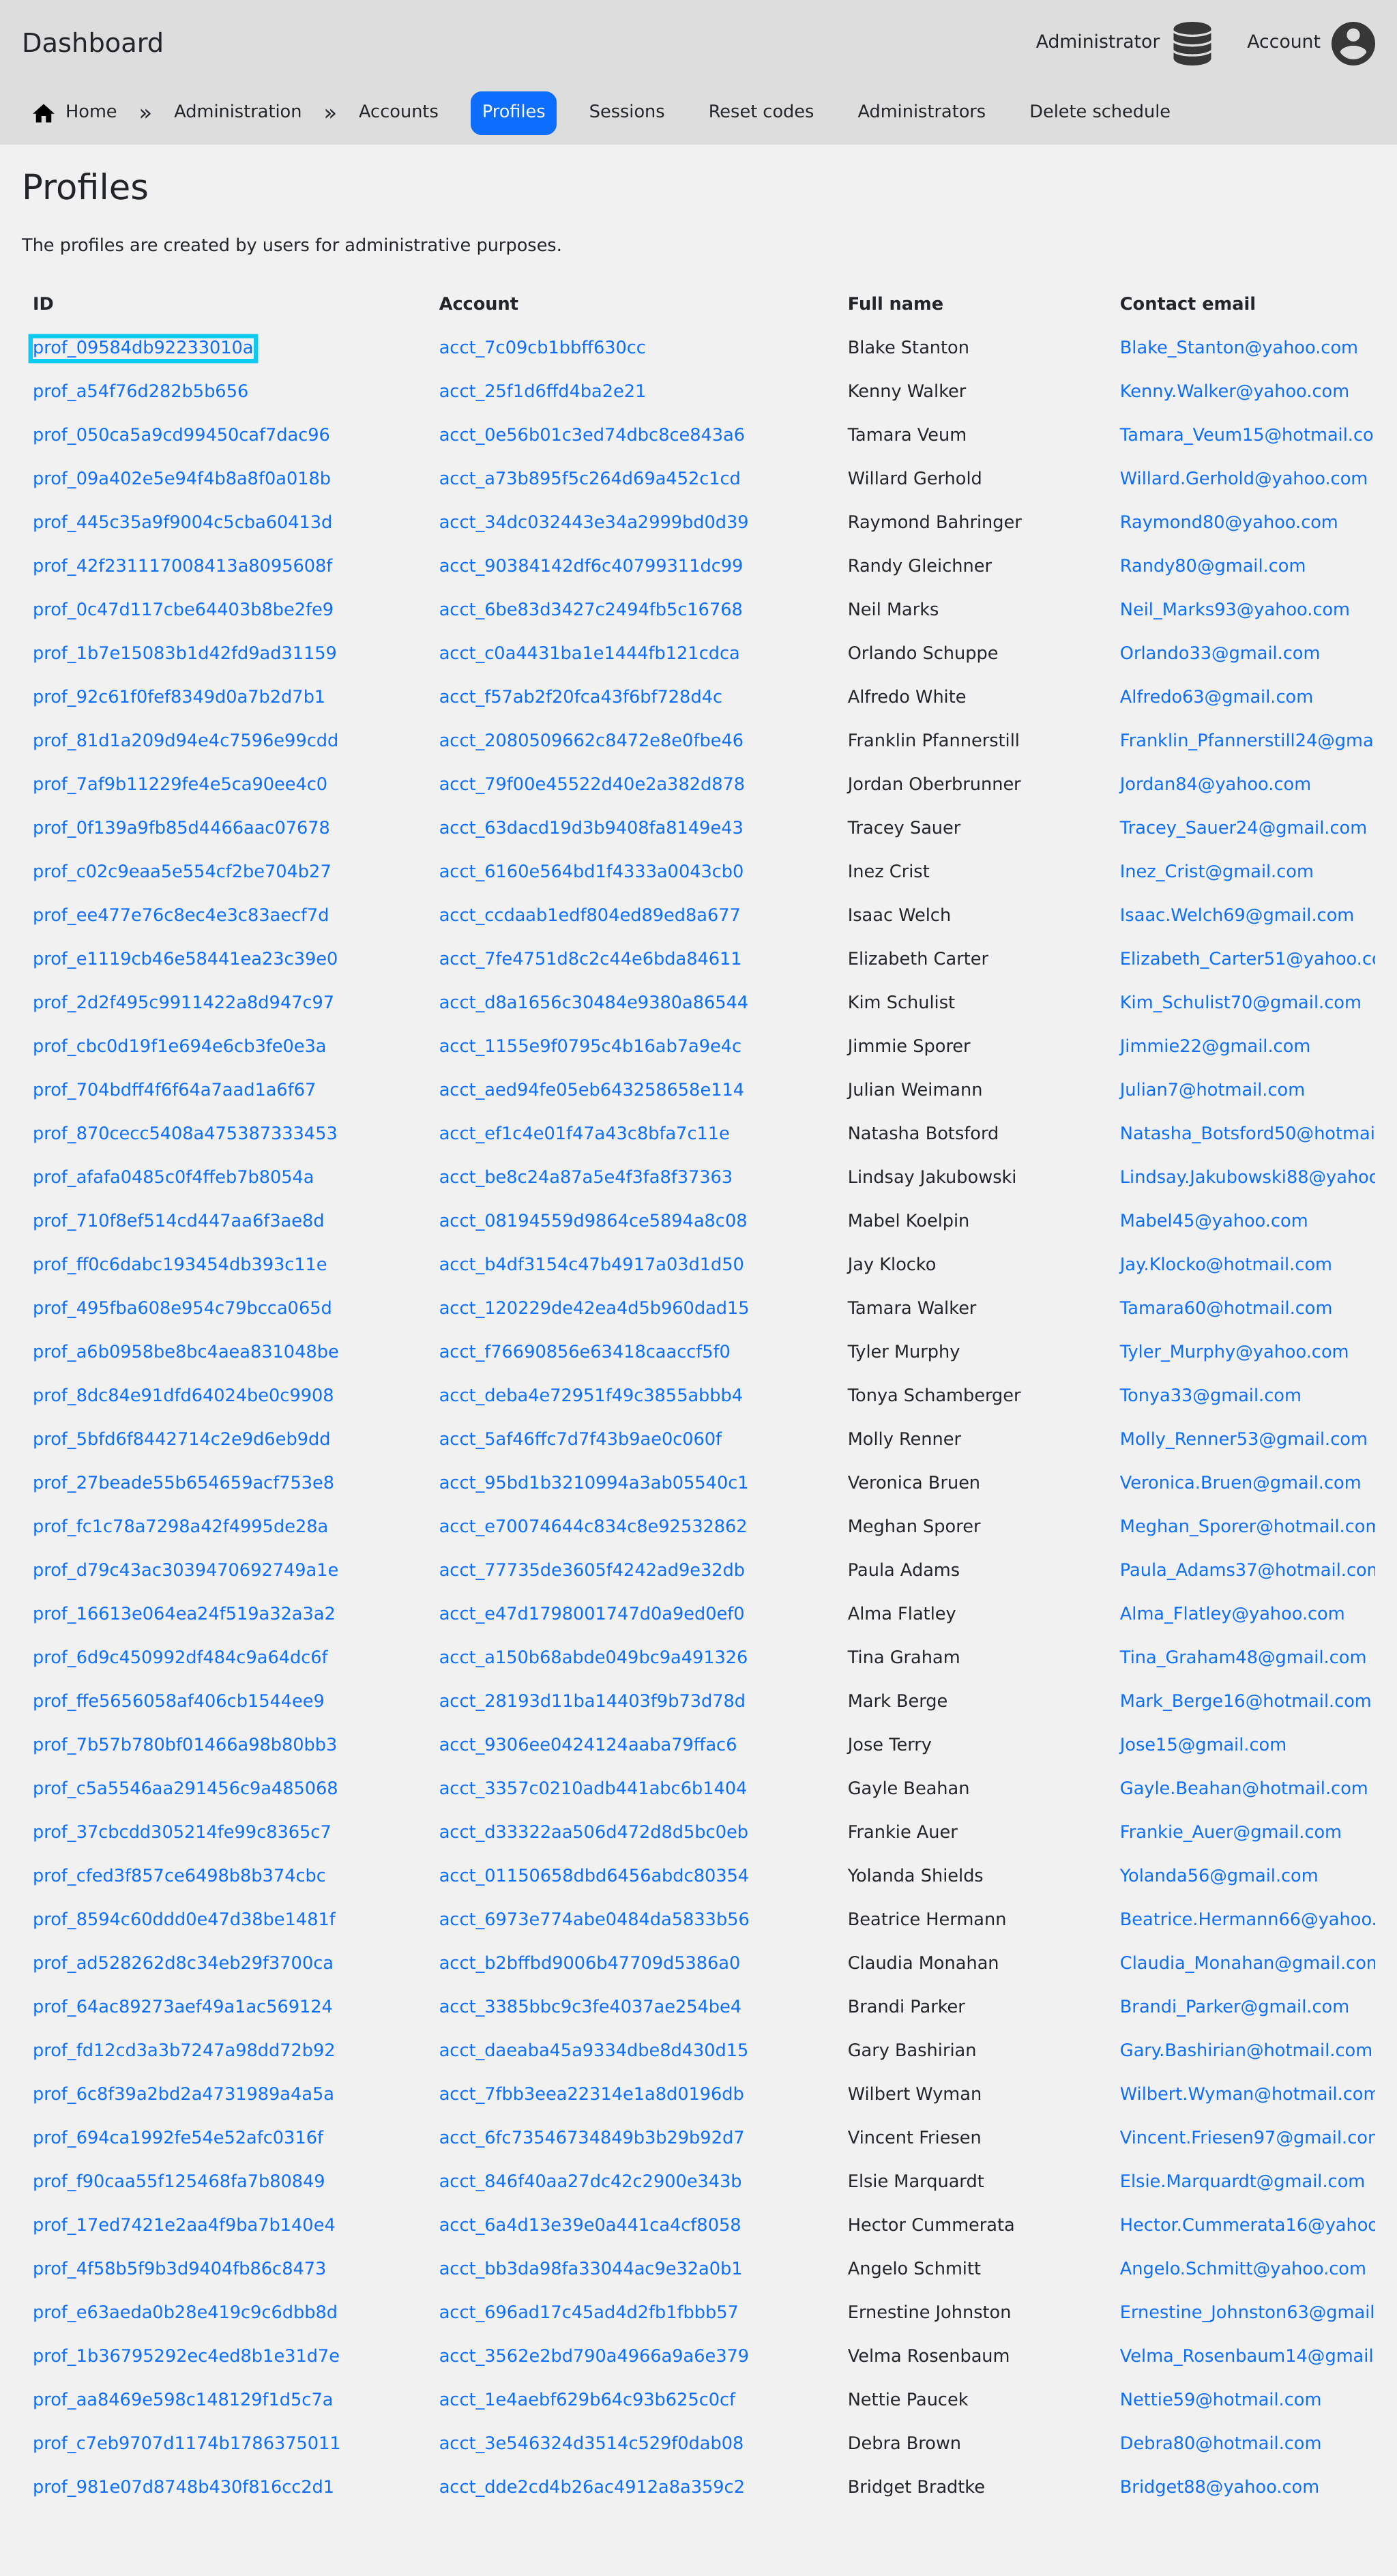 Dashboard Administrator Account
Home » Administration » Accounts Profiles Sessions Reset codes Administrators Delete schedule
Profiles
The profiles are created by users for administrative purposes.
ID Account Full name Contact email
prof_09584db92233010a acct_7c09cb1bbff630cc Blake Stanton Blake_Stanton@yahoo.com
prof_a54f76d282b5b656 acct_25f1d6ffd4ba2e21 Kenny Walker Kenny.Walker@yahoo.com
prof_050ca5a9cd99450caf7dac96 acct_0e56b01c3ed74dbc8ce843a6 Tamara Veum Tamara_Veum15@hotmail.co
prof_09a402e5e94f4b8a8f0a018b acct_a73b895f5c264d69a452c1cd Willard Gerhold Willard.Gerhold@yahoo.com
prof_445c35a9f9004c5cba60413d acct_34dc032443e34a2999bd0d39 Raymond Bahringer Raymond80@yahoo.com
prof_42f231117008413a8095608f acct_90384142df6c40799311dc99 Randy Gleichner Randy80@gmail.com
prof_0c47d117cbe64403b8be2fe9 acct_6be83d3427c2494fb5c16768 Neil Marks Neil_Marks93@yahoo.com
prof_1b7e15083b1d42fd9ad31159 acct_c0a4431ba1e1444fb121cdca Orlando Schuppe Orlando33@gmail.com
prof_92c61f0fef8349d0a7b2d7b1 acct_f57ab2f20fca43f6bf728d4c Alfredo White Alfredo63@gmail.com
prof_81d1a209d94e4c7596e99cdd acct_2080509662c8472e8e0fbe46 Franklin Pfannerstill Franklin_Pfannerstill24@gma
prof_7af9b11229fe4e5ca90ee4c0 acct_79f00e45522d40e2a382d878 Jordan Oberbrunner Jordan84@yahoo.com
prof_0f139a9fb85d4466aac07678 acct_63dacd19d3b9408fa8149e43 Tracey Sauer Tracey_Sauer24@gmail.com
prof_c02c9eaa5e554cf2be704b27 acct_6160e564bd1f4333a0043cb0 Inez Crist Inez_Crist@gmail.com
prof_ee477e76c8ec4e3c83aecf7d acct_ccdaab1edf804ed89ed8a677 Isaac Welch Isaac.Welch69@gmail.com
prof_e1119cb46e58441ea23c39e0 acct_7fe4751d8c2c44e6bda84611 Elizabeth Carter Elizabeth_Carter51@yahoo.co
prof_2d2f495c9911422a8d947c97 acct_d8a1656c30484e9380a86544 Kim Schulist Kim_Schulist70@gmail.com
prof_cbc0d19f1e694e6cb3fe0e3a acct_1155e9f0795c4b16ab7a9e4c Jimmie Sporer Jimmie22@gmail.com
prof_704bdff4f6f64a7aad1a6f67 acct_aed94fe05eb643258658e114 Julian Weimann Julian7@hotmail.com
prof_870cecc5408a475387333453 acct_ef1c4e01f47a43c8bfa7c11e Natasha Botsford Natasha_Botsford50@hotmai
prof_afafa0485c0f4ffeb7b8054a acct_be8c24a87a5e4f3fa8f37363 Lindsay Jakubowski Lindsay.Jakubowski88@yahoo
prof_710f8ef514cd447aa6f3ae8d acct_08194559d9864ce5894a8c08 Mabel Koelpin Mabel45@yahoo.com
prof_ff0c6dabc193454db393c11e acct_b4df3154c47b4917a03d1d50 Jay Klocko Jay.Klocko@hotmail.com
prof_495fba608e954c79bcca065d acct_120229de42ea4d5b960dad15 Tamara Walker Tamara60@hotmail.com
prof_a6b0958be8bc4aea831048be acct_f76690856e63418caaccf5f0 Tyler Murphy Tyler_Murphy@yahoo.com
prof_8dc84e91dfd64024be0c9908 acct_deba4e72951f49c3855abbb4 Tonya Schamberger Tonya33@gmail.com
prof_5bfd6f8442714c2e9d6eb9dd acct_5af46ffc7d7f43b9ae0c060f Molly Renner Molly_Renner53@gmail.com
prof_27beade55b654659acf753e8 acct_95bd1b3210994a3ab05540c1 Veronica Bruen Veronica.Bruen@gmail.com
prof_fc1c78a7298a42f4995de28a acct_e70074644c834c8e92532862 Meghan Sporer Meghan_Sporer@hotmail.com
prof_d79c43ac3039470692749a1e acct_77735de3605f4242ad9e32db Paula Adams Paula_Adams37@hotmail.com
prof_16613e064ea24f519a32a3a2 acct_e47d1798001747d0a9ed0ef0 Alma Flatley Alma_Flatley@yahoo.com
prof_6d9c450992df484c9a64dc6f acct_a150b68abde049bc9a491326 Tina Graham Tina_Graham48@gmail.com
prof_ffe5656058af406cb1544ee9 acct_28193d11ba14403f9b73d78d Mark Berge Mark_Berge16@hotmail.com
prof_7b57b780bf01466a98b80bb3 acct_9306ee0424124aaba79ffac6 Jose Terry Jose15@gmail.com
prof_c5a5546aa291456c9a485068 acct_3357c0210adb441abc6b1404 Gayle Beahan Gayle.Beahan@hotmail.com
prof_37cbcdd305214fe99c8365c7 acct_d33322aa506d472d8d5bc0eb Frankie Auer Frankie_Auer@gmail.com
prof_cfed3f857ce6498b8b374cbc acct_01150658dbd6456abdc80354 Yolanda Shields Yolanda56@gmail.com
prof_8594c60ddd0e47d38be1481f acct_6973e774abe0484da5833b56 Beatrice Hermann Beatrice.Hermann66@yahoo.
prof_ad528262d8c34eb29f3700ca acct_b2bffbd9006b47709d5386a0 Claudia Monahan Claudia_Monahan@gmail.com
prof_64ac89273aef49a1ac569124 acct_3385bbc9c3fe4037ae254be4 Brandi Parker Brandi_Parker@gmail.com
prof_fd12cd3a3b7247a98dd72b92 acct_daeaba45a9334dbe8d430d15 Gary Bashirian Gary.Bashirian@hotmail.com
prof_6c8f39a2bd2a4731989a4a5a acct_7fbb3eea22314e1a8d0196db Wilbert Wyman Wilbert.Wyman@hotmail.com
prof_694ca1992fe54e52afc0316f acct_6fc73546734849b3b29b92d7 Vincent Friesen Vincent.Friesen97@gmail.com
prof_f90caa55f125468fa7b80849 acct_846f40aa27dc42c2900e343b Elsie Marquardt Elsie.Marquardt@gmail.com
prof_17ed7421e2aa4f9ba7b140e4 acct_6a4d13e39e0a441ca4cf8058 Hector Cummerata Hector.Cummerata16@yahoo
prof_4f58b5f9b3d9404fb86c8473 acct_bb3da98fa33044ac9e32a0b1 Angelo Schmitt Angelo.Schmitt@yahoo.com
prof_e63aeda0b28e419c9c6dbb8d acct_696ad17c45ad4d2fb1fbbb57 Ernestine Johnston Ernestine_Johnston63@gmail
prof_1b36795292ec4ed8b1e31d7e acct_3562e2bd790a4966a9a6e379 Velma Rosenbaum Velma_Rosenbaum14@gmail
prof_aa8469e598c148129f1d5c7a acct_1e4aebf629b64c93b625c0cf Nettie Paucek Nettie59@hotmail.com
prof_c7eb9707d1174b1786375011 acct_3e546324d3514c529f0dab08 Debra Brown Debra80@hotmail.com
prof_981e07d8748b430f816cc2d1 acct_dde2cd4b26ac4912a8a359c2 Bridget Bradtke Bridget88@yahoo.com